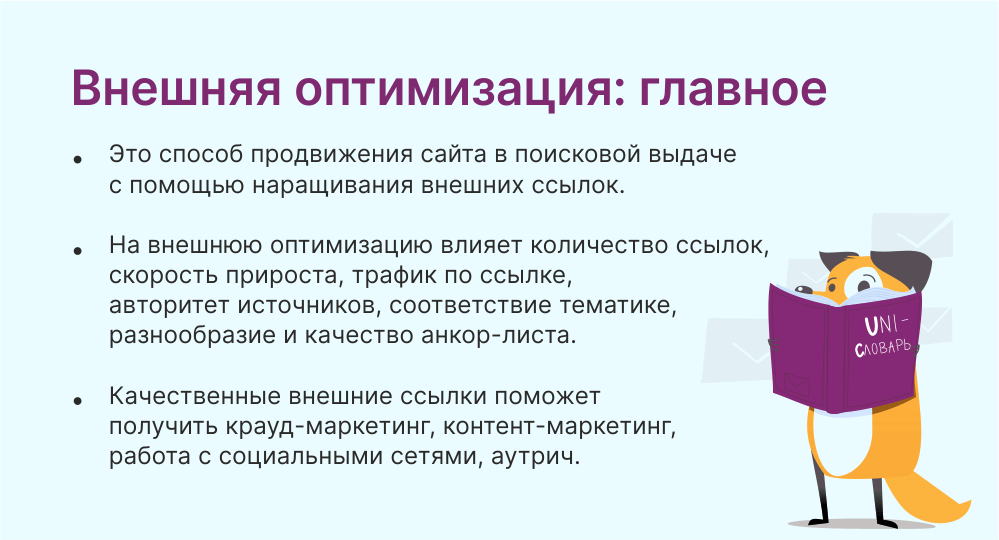 Внешняя оптимизация: главное
• Это способ продвижения сайта в поисковой выдаче
с помощью наращивания внешних ссылок.
• На внешнюю оптимизацию влияет количество ссылок,
скорость прироста, трафик по ссылке,
авторитет источников, соответствие тематике,
разнообразие и качество анкор-листа.
• Качественные внешние ссылки поможет
получить крауд-маркетинг, контент-маркетинг,
работа с социальными сетями, аутрич.
UNI-
СЛОВАРЬ